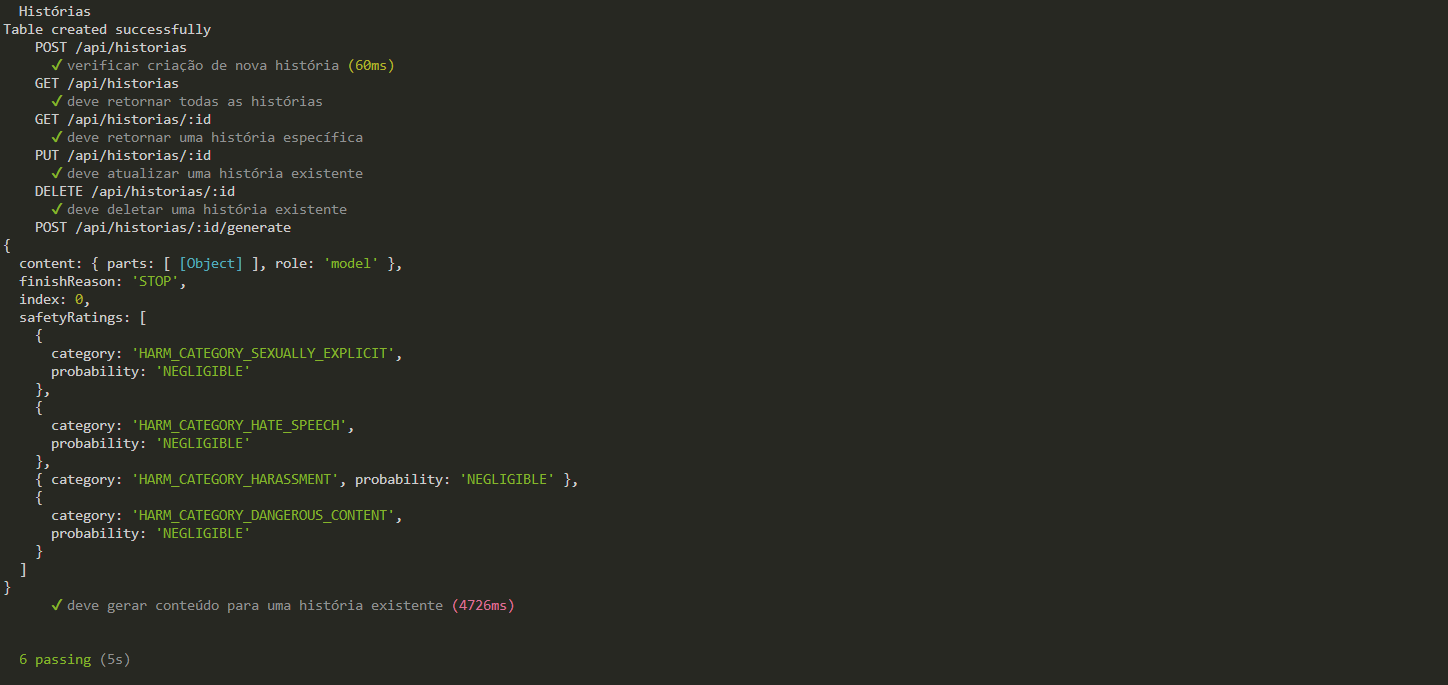 Histórias
Table created successfully
POST /api/historias
✓ verificar criação de nova história (60ms)
GET /api/historias
✓ deve retornar todas as histórias
GET /api/historias/:id
✓ deve retornar uma história específica
PUT /api/historias/:id
✓ deve atualizar uma história existente
DELETE /api/historias/:id
✓ deve deletar uma história existente
POST /api/historias/:id/generate
{
content: { parts: [ [Object] ], role: 'model' },
finishReason: 'STOP',
index: 0,
safetyRatings: [
{
category: 'HARM_CATEGORY_SEXUALLY_EXPLICIT',
probability: 'NEGLIGIBLE'
},
{
category: 'HARM_CATEGORY_HATE_SPEECH',
probability: 'NEGLIGIBLE'
},
{ category: 'HARM_CATEGORY_HARASSMENT', probability: 'NEGLIGIBLE' },
{
category: 'HARM_CATEGORY_DANGEROUS_CONTENT',
probability: 'NEGLIGIBLE'
}
]
}
✓ deve gerar conteúdo para uma história existente (4726ms)
6 passing (5s)